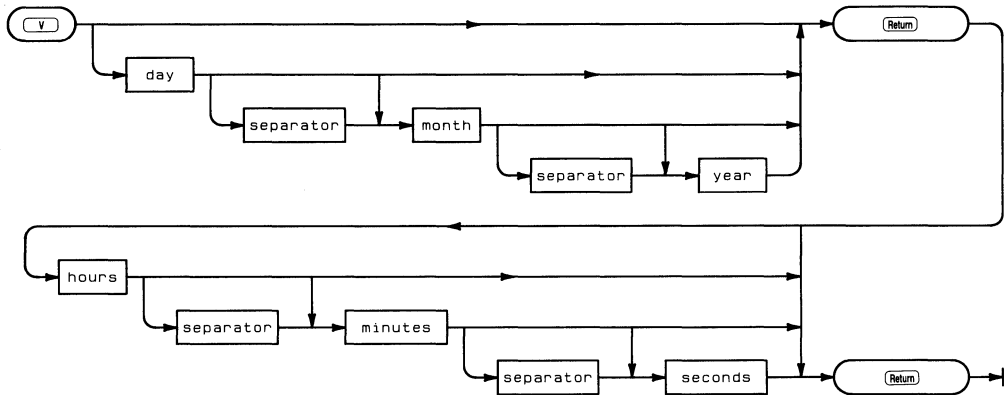 V
Return
day
separator
month
separator
year
hours
separator
minutes
separator
seconds
Return